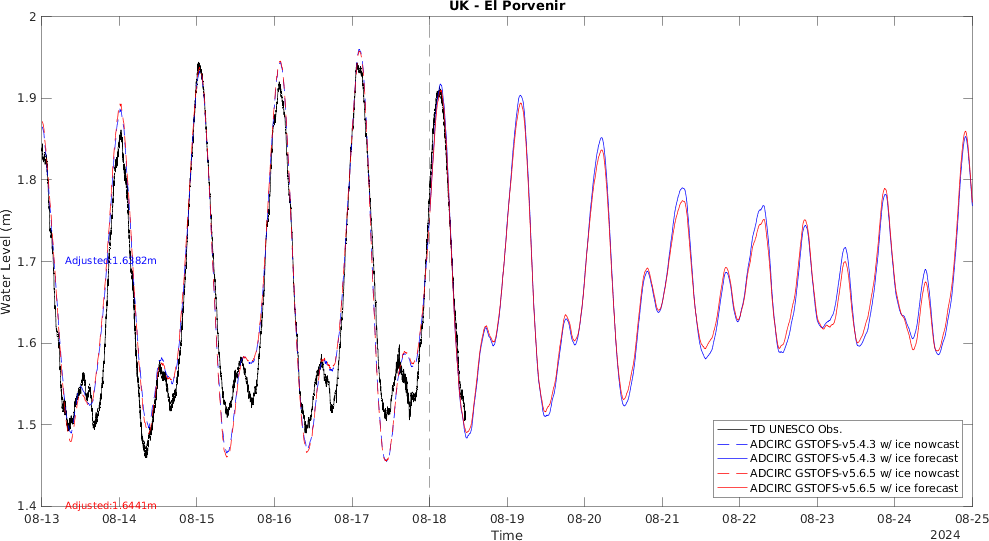 UK - El Porvenir
2
1.9
1.8
1.7
1.6
1.5
1.4
Water Level (m)
Adjusted:1.6382m
Adjusted:1.6441m
TD UNESCO Obs.
ADCIRC GSTOFS-v5.4.3 w/ ice nowcast
ADCIRC GSTOFS-v5.4.3 w/ ice forecast
ADCIRC GSTOFS-v5.6.5 w/ ice nowcast
ADCIRC GSTOFS-v5.6.5 w/ ice forecast
08-13 08-14 08-15 08-16 08-17 08-18 08-19 08-20 08-21 08-22 08-23 08-24 08-25
Time
2024